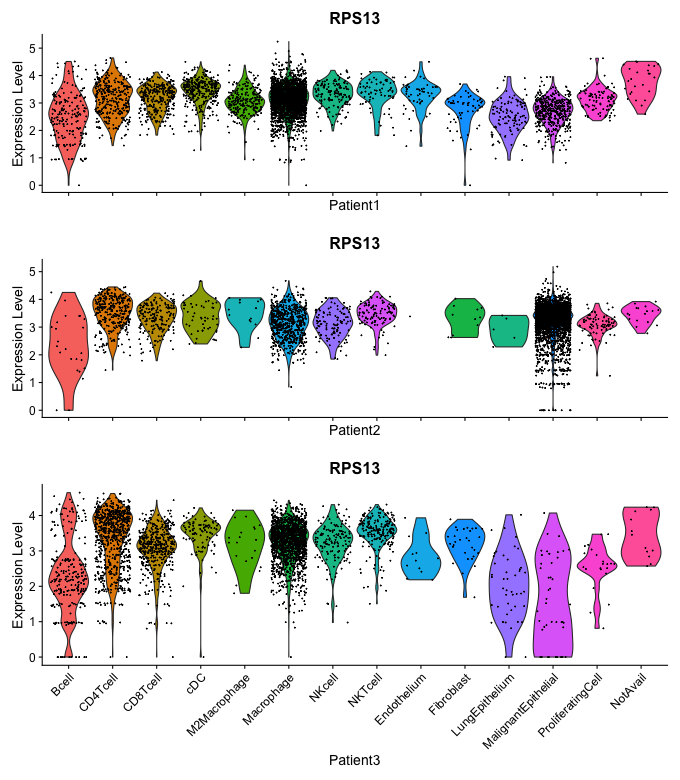 RPS13
Expression Level
5
4
3
2
1
0
Patient1
RPS13
Expression Level
5
4
3
2
1
0
Patient2
RPS13
Expression Level
4
3
2
1
0
Bcell
CD4Tcell
CD8Tcell
cDC
M2Macrophage
Macrophage
NKcell
NKTcell
Endothelium
Fibroblast
LungEpithelium
MalignantEpithelial
ProliferatingCell
NotAvail
Patient3